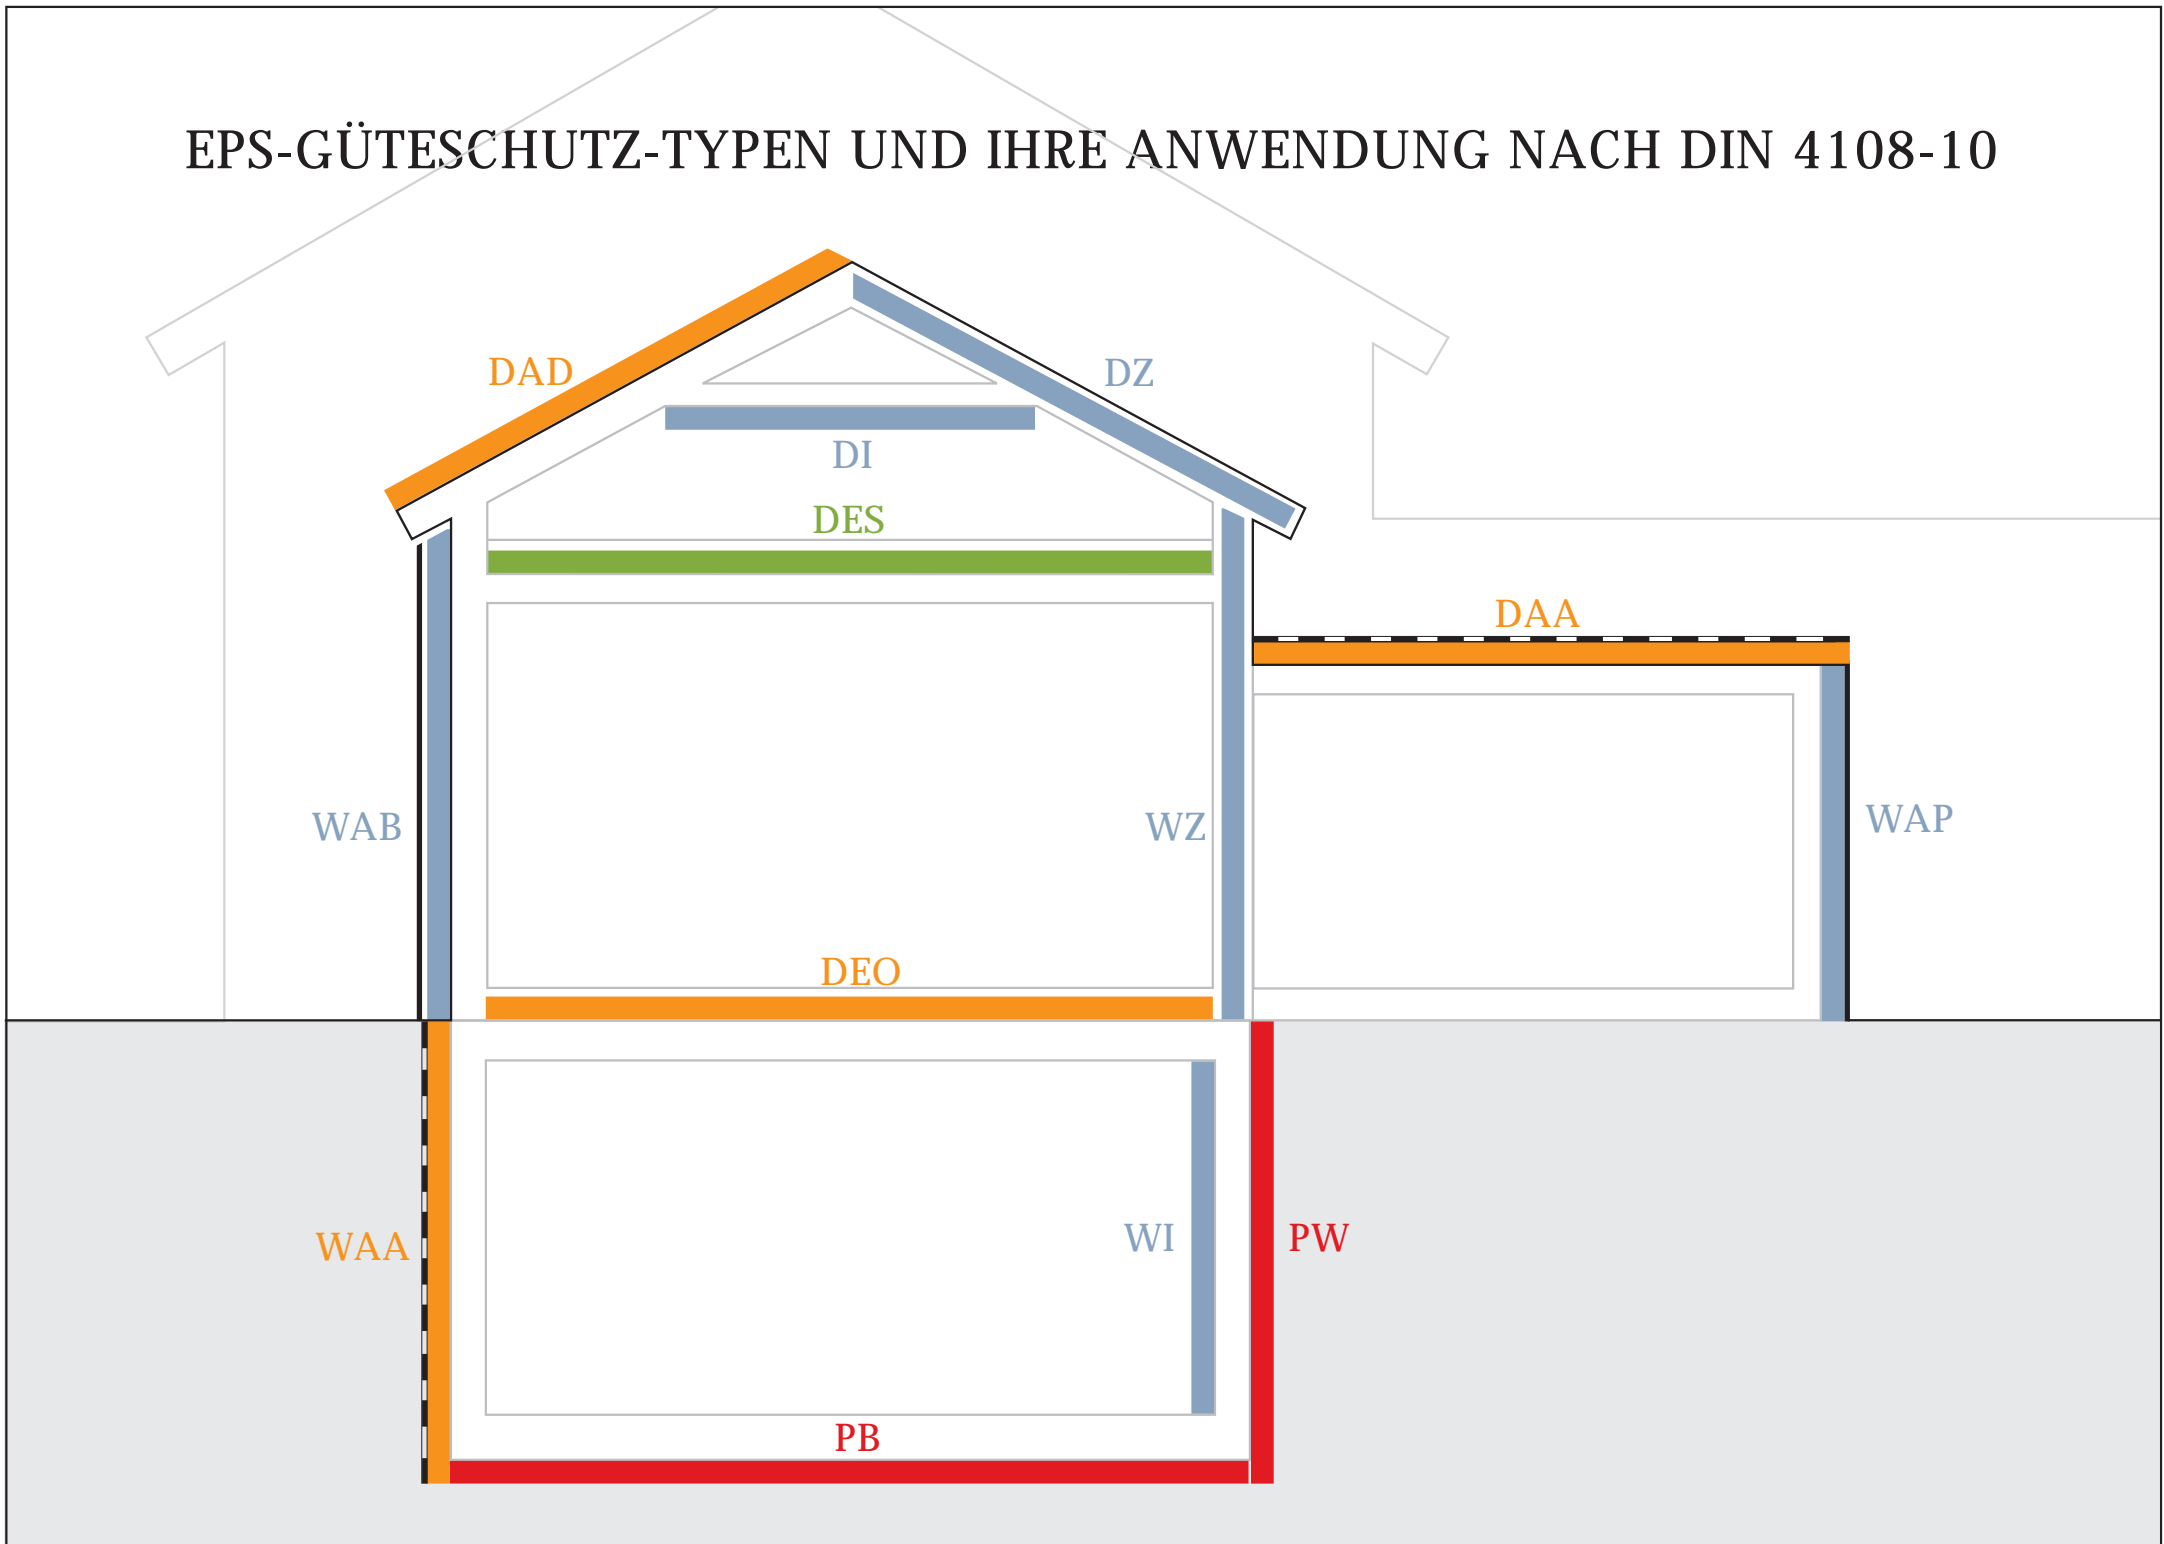 EPS-GÜTESCHUTZ-TYPEN UND IHRE ANWENDUNG NACH DIN 4108-10
DAD
DZ
DI
DES
DAA
WAB
WZ
WAP
DEO
WAA
WI
PW
PB